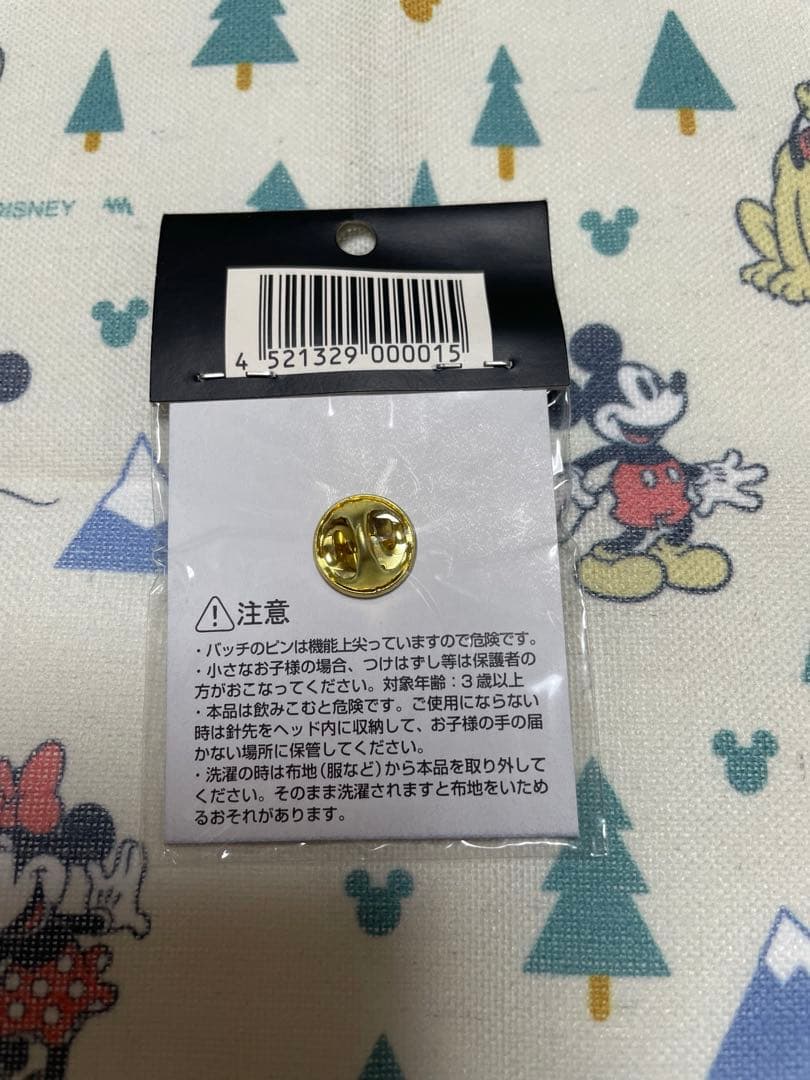 DISNEY
4 521329 000015
注意
・バッチのピンは機能上尖っていますので危険です。
・小さなお子様の場合、つけはずし等は保護者の
方がおこなってください。対象年齢：3歳以上
・本品は飲みこむと危険です。ご使用にならない
時は針先をヘッド内に収納して、お子様の手の届
かない場所に保管してください。
・洗濯の時は布地（服など）から本品を取り外して
ください。そのまま洗濯されますと布地をいため
るおそれがあります。